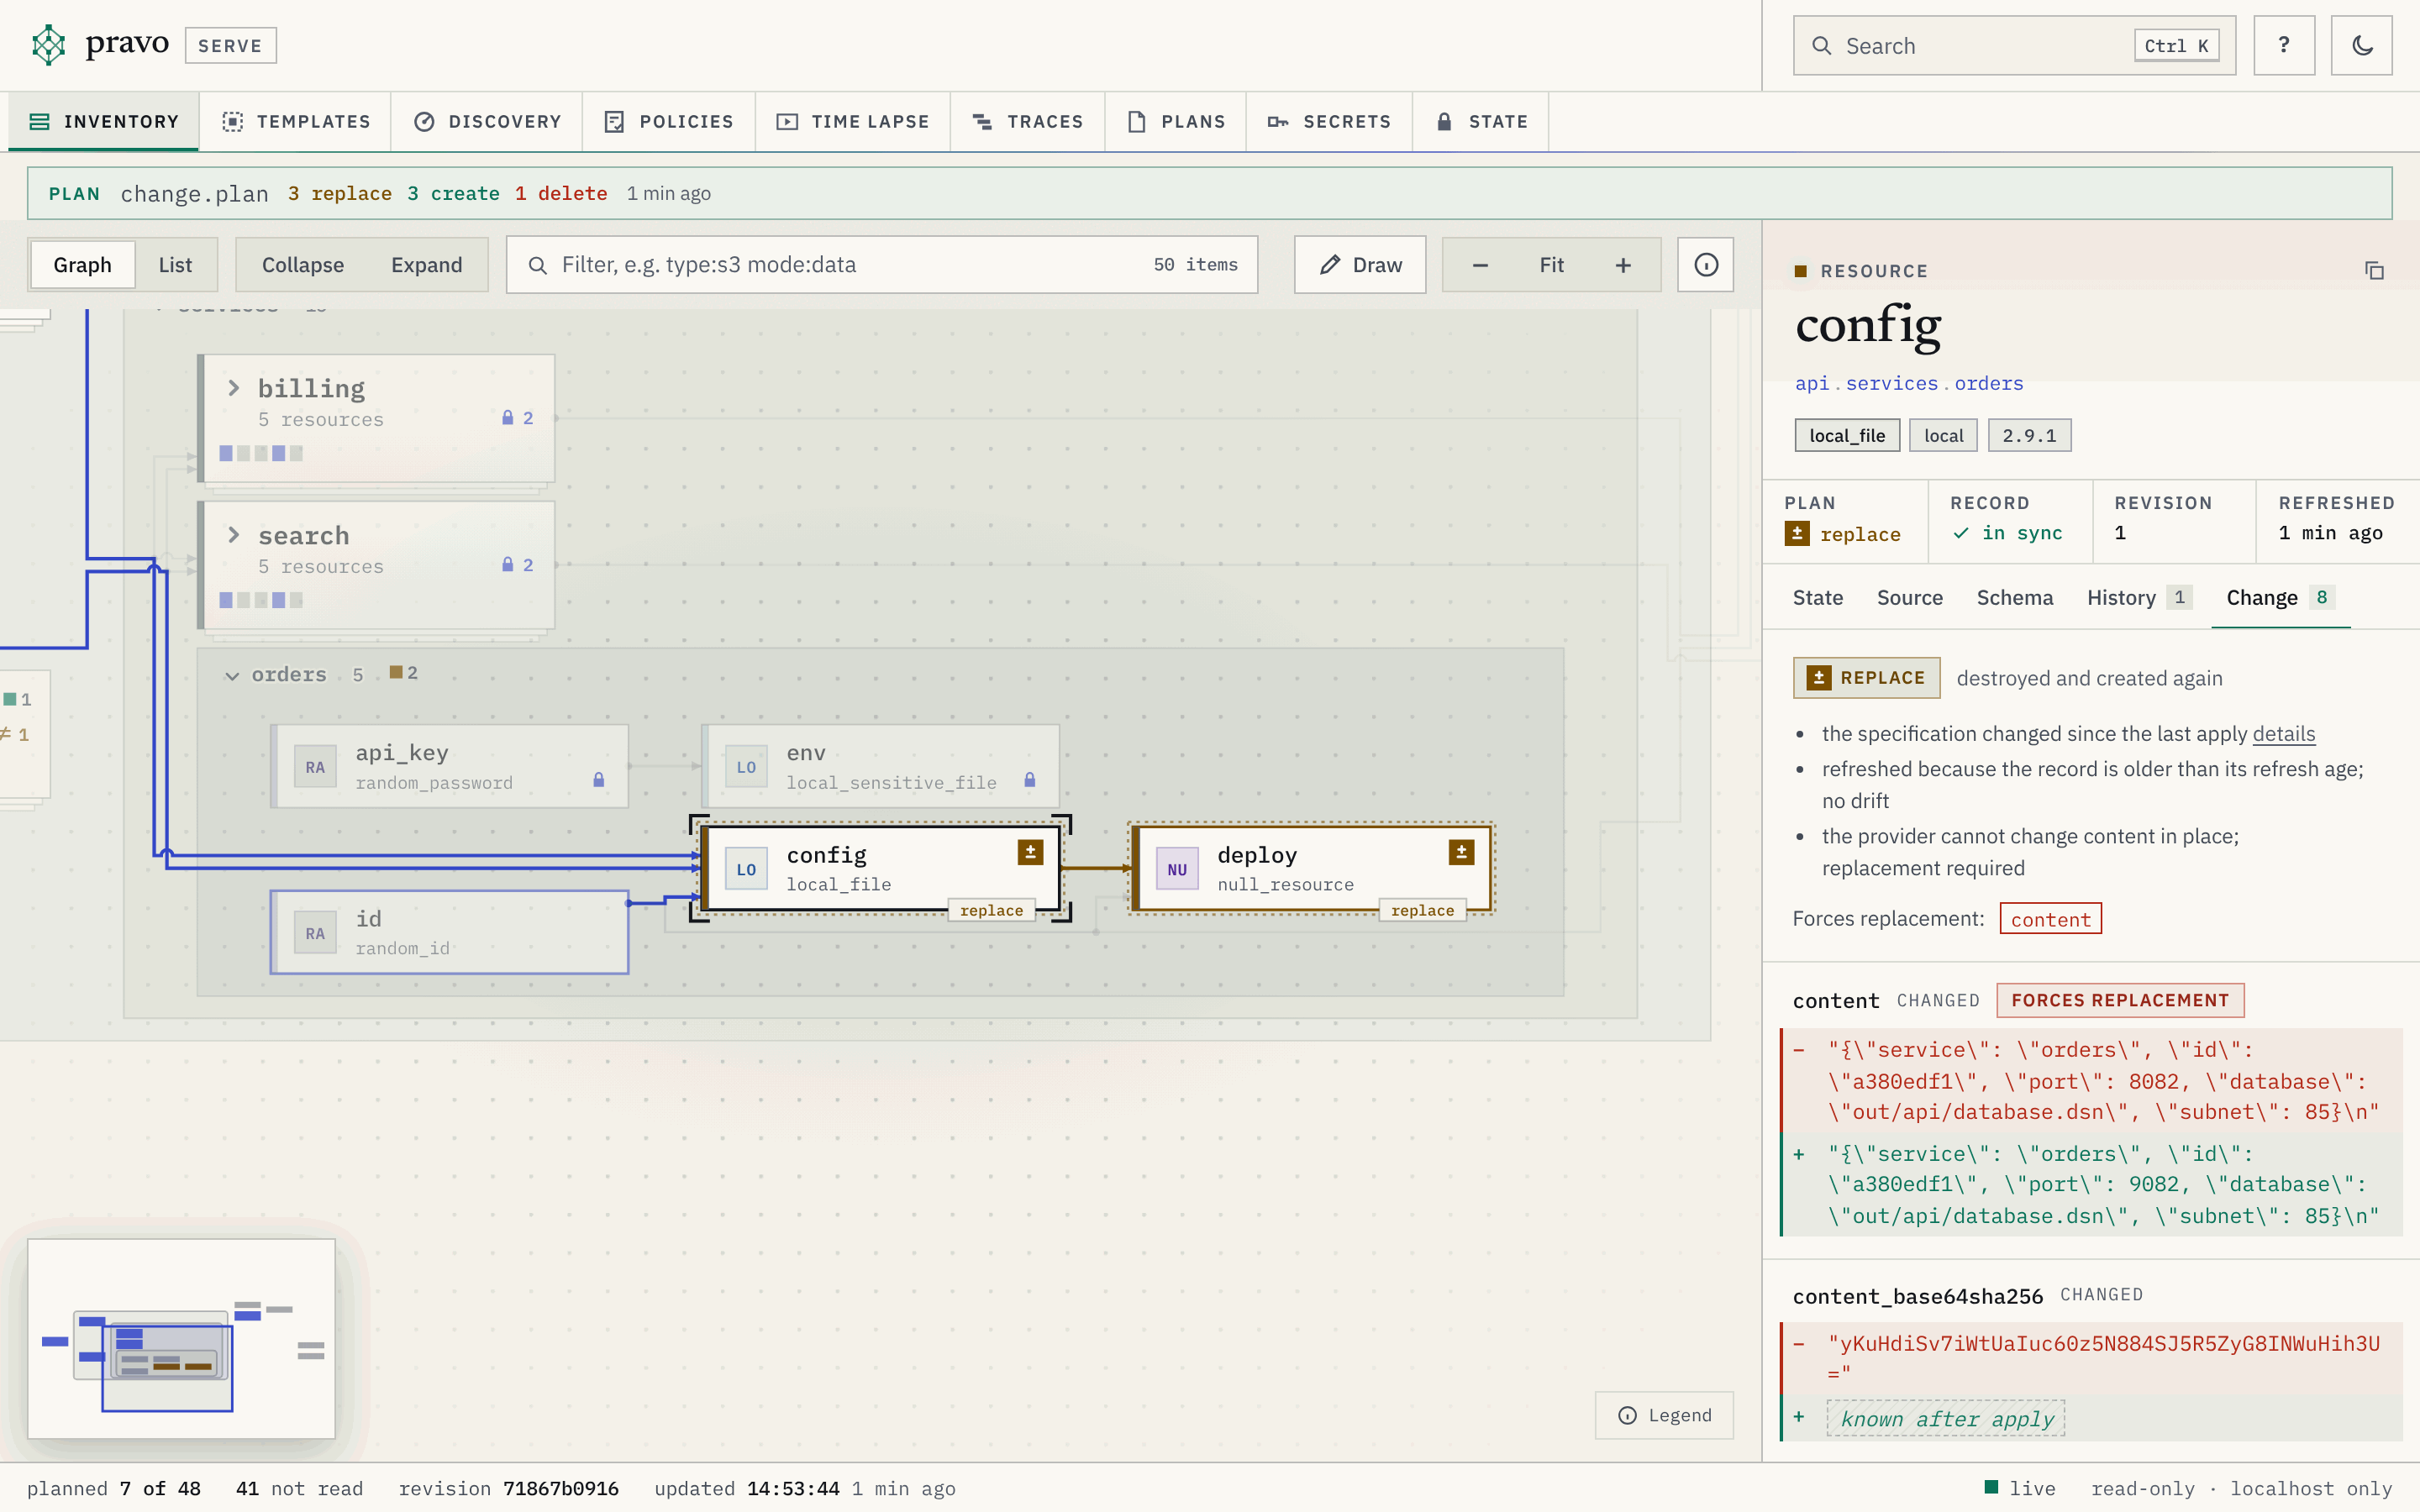 pravo SERVE
Search Ctrl K ?
INVENTORY TEMPLATES DISCOVERY POLICIES TIME LAPSE TRACES PLANS SECRETS STATE
PLAN change.plan 3 replace 3 create 1 delete 1 min ago
Graph List Collapse Expand Filter, e.g. type:s3 mode:data 50 items Draw − Fit +
billing
5 resources 2
search
5 resources 2
1
≠ 1
orders 5 2
RA api_key
random_password
LO env
local_sensitive_file
LO config ±
local_file
replace
NU deploy ±
null_resource
replace
RA id
random_id
Legend
RESOURCE
config
api.services.orders
local_file local 2.9.1
PLAN RECORD REVISION REFRESHED
± replace in sync 1 1 min ago
State Source Schema History 1 Change 8
± REPLACE destroyed and created again
• the specification changed since the last apply details
• refreshed because the record is older than its refresh age;
no drift
• the provider cannot change content in place;
replacement required
Forces replacement: content
content CHANGED FORCES REPLACEMENT
− "{\"service\": \"orders\", \"id\":
\"a380edf1\", \"port\": 8082, \"database\":
\"out/api/database.dsn\", \"subnet\": 85}\n"
+ "{\"service\": \"orders\", \"id\":
\"a380edf1\", \"port\": 9082, \"database\":
\"out/api/database.dsn\", \"subnet\": 85}\n"
content_base64sha256 CHANGED
− "yKuHdiSv7iWtUaIuc60z5N884SJ5R5ZyG8INWuHih3U
="
+ known after apply
planned 7 of 48 41 not read revision 71867b0916 updated 14:53:44 1 min ago
live read-only · localhost only